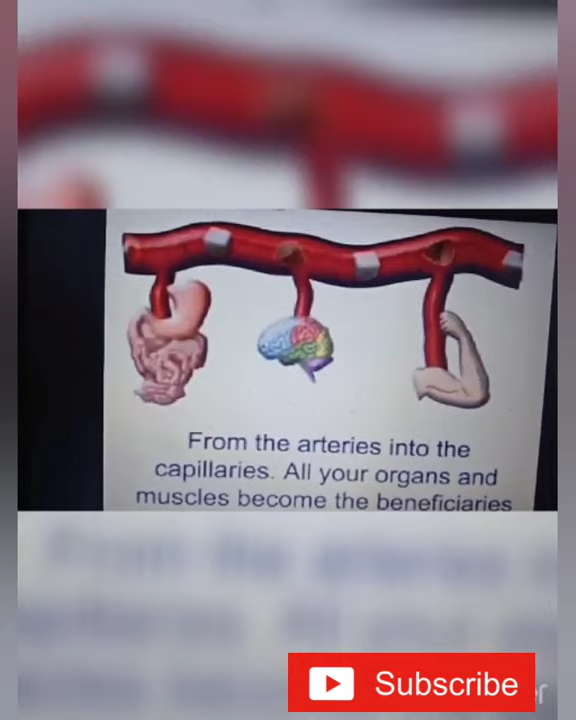 From the arteries into the
capillaries. All your organs and
muscles become the beneficiaries
Subscribe